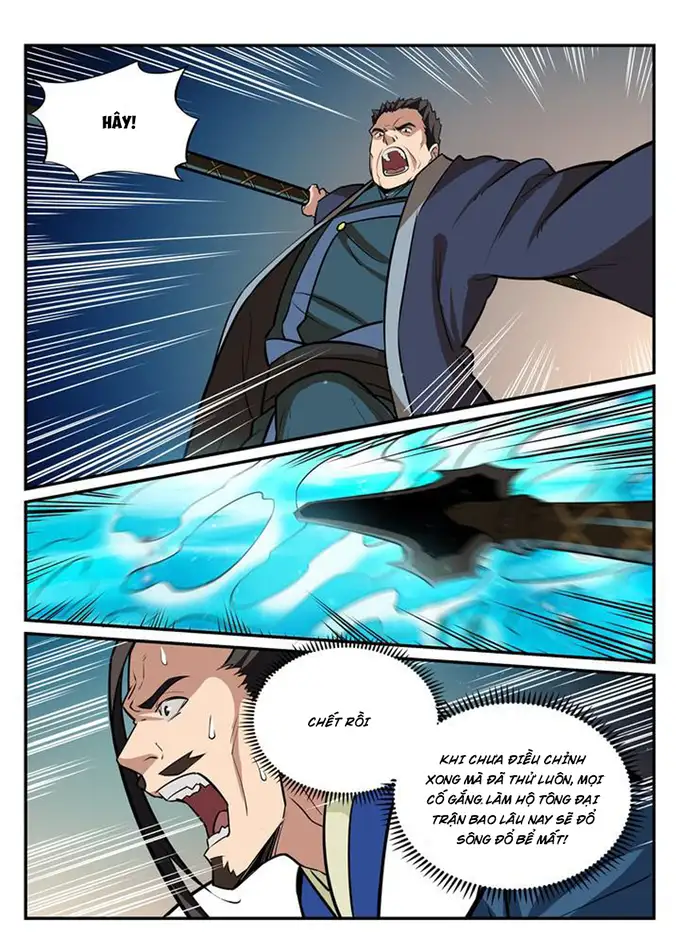 HÂY!
CHẾT RỒI
KHI CHƯA ĐIỀU CHỈNH
XONG MÀ ĐÃ THỬ LUÔN, MỌI
CỐ GẮNG LÀM HỘ TÔNG ĐẠI
TRẬN BAO LÂU NAY SẼ ĐỔ
SÔNG ĐỔ BỂ MẤT!